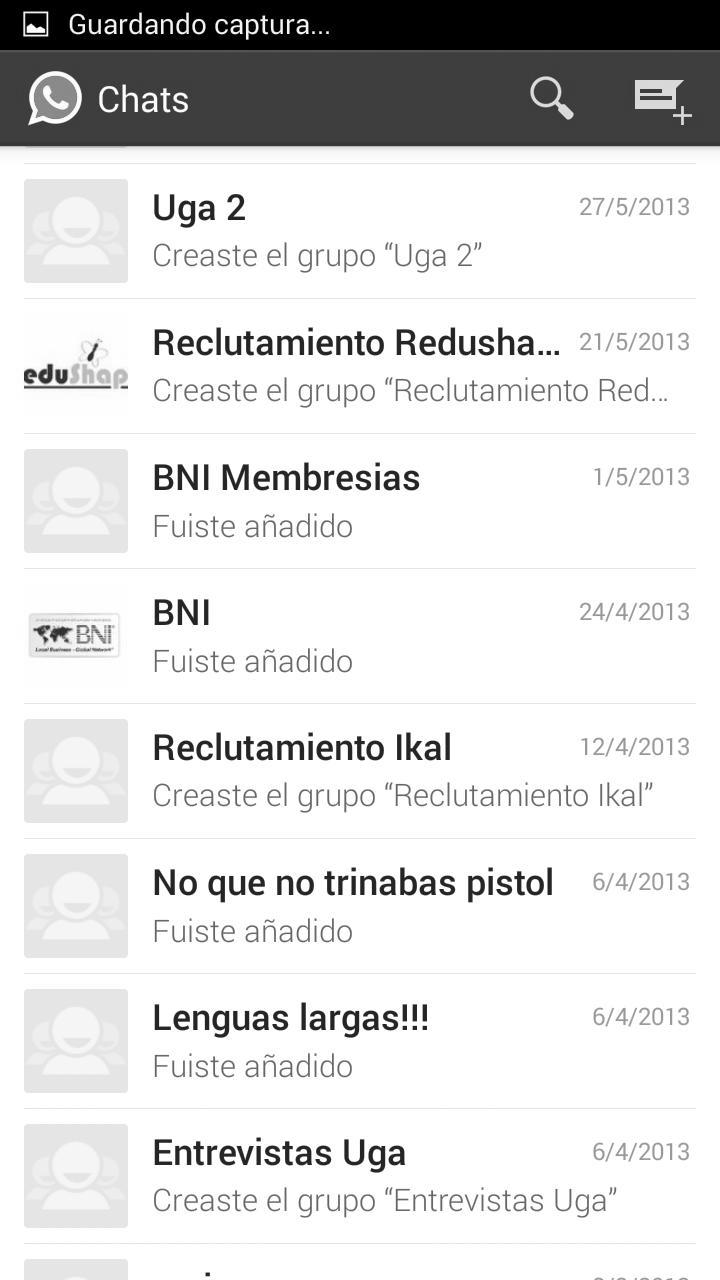 Guardando captura...
Chats
Uga 2 27/5/2013
Creaste el grupo “Uga 2”
Reclutamiento Redusha... 21/5/2013
eduShap
Creaste el grupo “Reclutamiento Red...
BNI Membresias 1/5/2013
Fuiste añadido
BNI 24/4/2013
BNI
Local Business - Global Network
Fuiste añadido
Reclutamiento Ikal 12/4/2013
Creaste el grupo “Reclutamiento Ikal”
No que no trinabas pistol 6/4/2013
Fuiste añadido
Lenguas largas!!! 6/4/2013
Fuiste añadido
Entrevistas Uga 6/4/2013
Creaste el grupo “Entrevistas Uga”